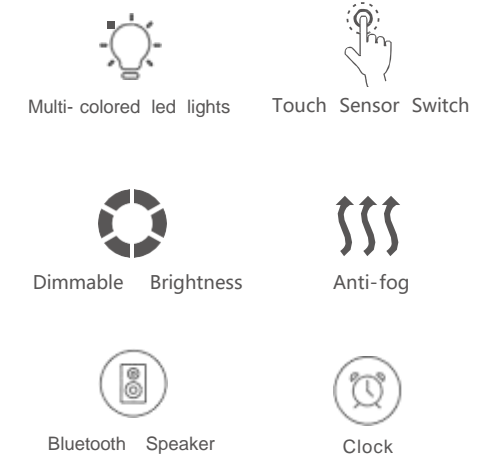 Multi- colored led lights
Touch Sensor Switch
Dimmable Brightness
Anti-fog
Bluetooth Speaker
Clock